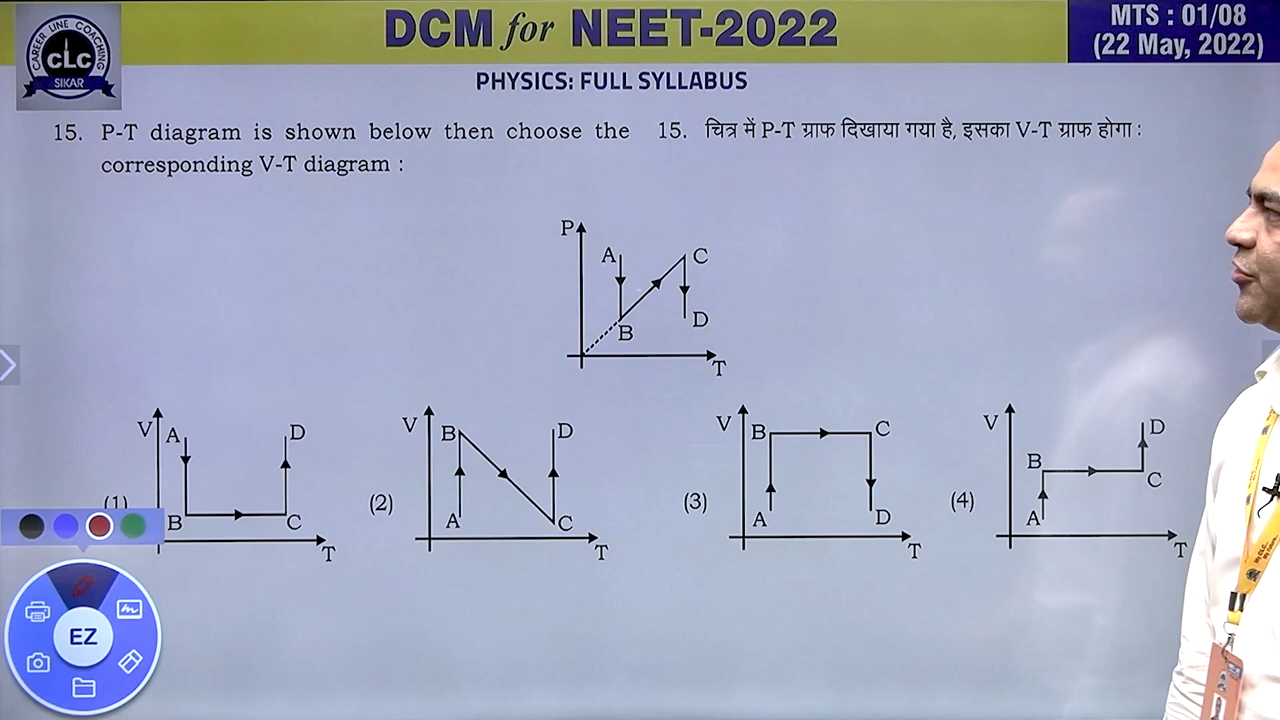 CAREER LINE COACHING
CLC
SIKAR
DCM for NEET-2022
MTS : 01/08
(22 May, 2022)
PHYSICS: FULL SYLLABUS
15. P-T diagram is shown below then choose the
corresponding V-T diagram :
15. चित्र में P-T ग्राफ दिखाया गया है, इसका V-T ग्राफ होगा :
P
A
C
B
D
T
(1)
V
A
B
C
D
T
(2)
V
B
A
C
D
T
(3)
V
B
C
A
D
T
(4)
V
B
A
D
C
T
EZ